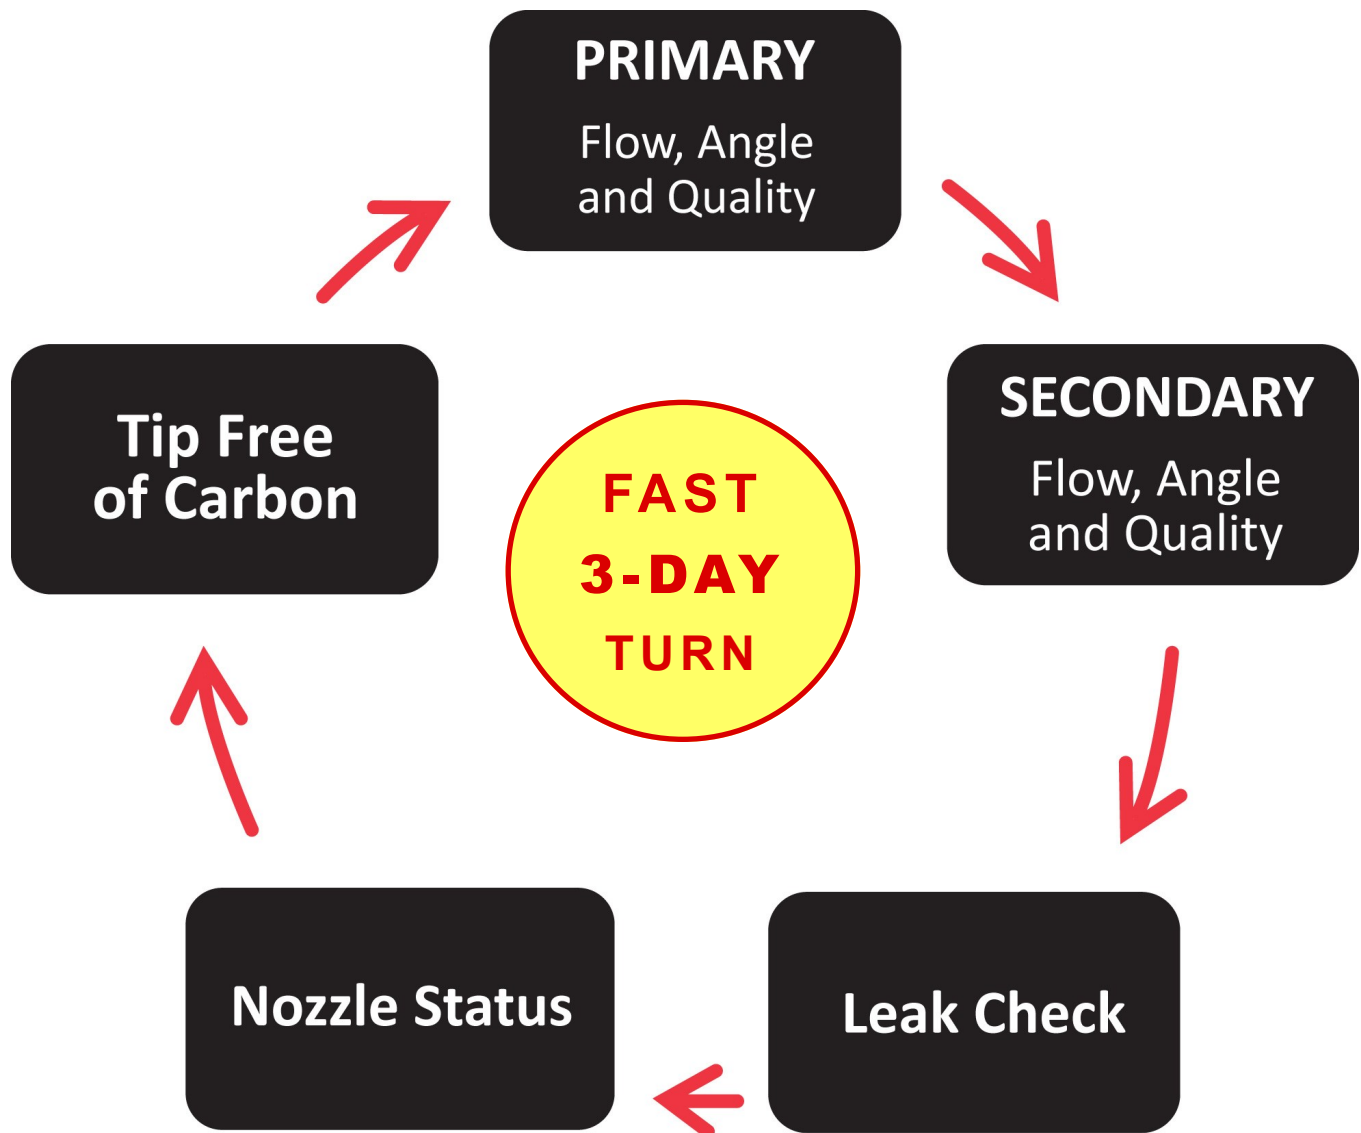 PRIMARY
Flow, Angle
and Quality
SECONDARY
Flow, Angle
and Quality
Leak Check
Nozzle Status
Tip Free
of Carbon
FAST
3-DAY
TURN